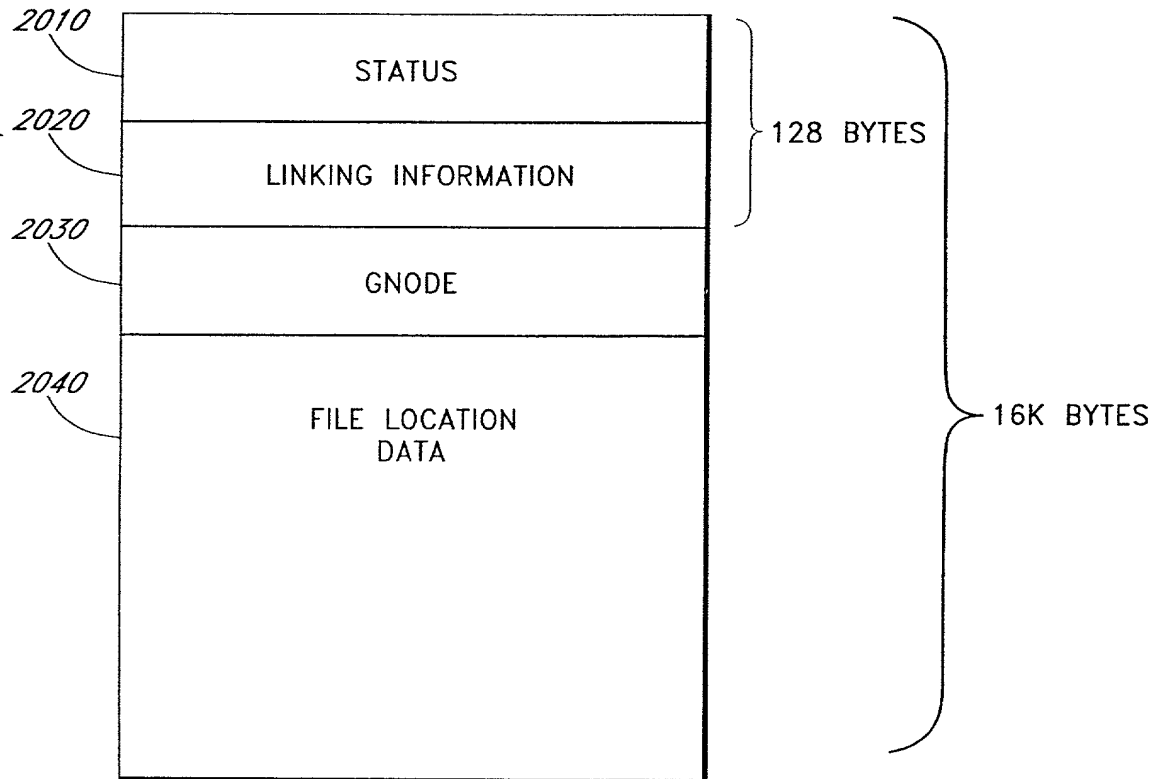 2010
STATUS
2020
LINKING INFORMATION
128 BYTES
2030
GNODE
2040
FILE LOCATION
DATA
16K BYTES